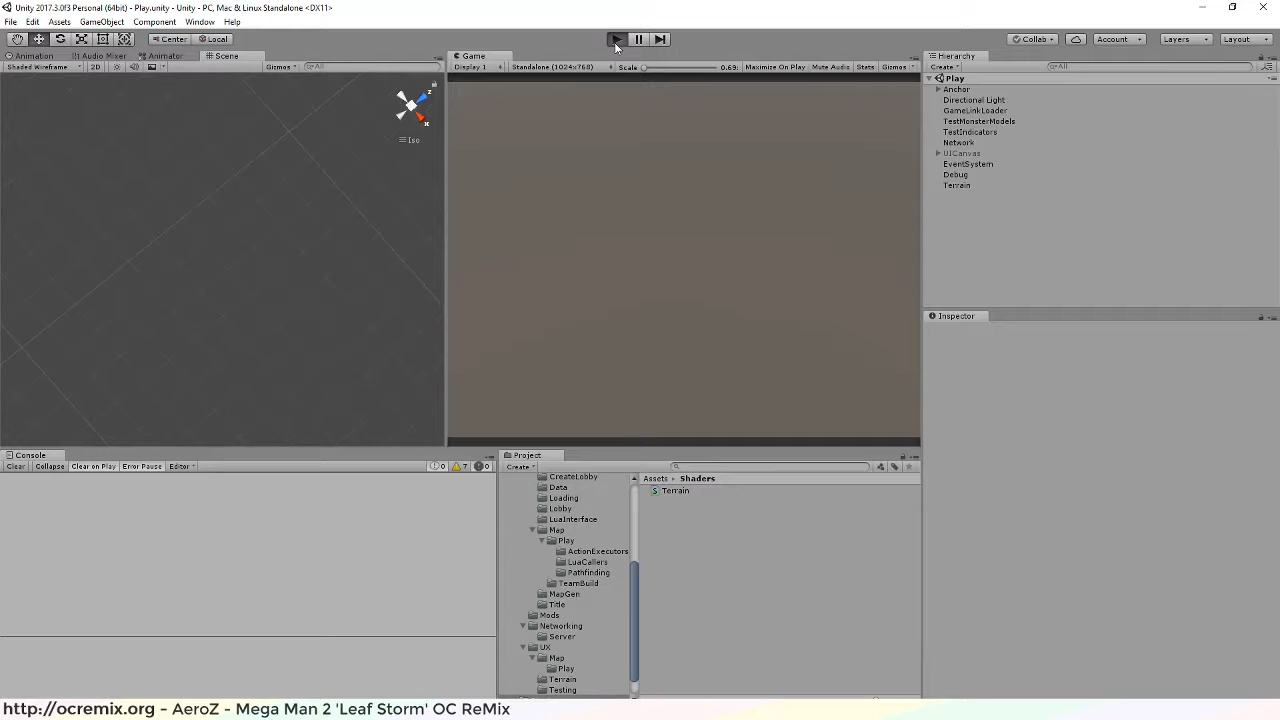 Unity 2017.3.0f3 Personal (64bit) - Play.unity - Unity - PC, Mac & Linux Standalone <DX11>
File Edit Assets GameObject Component Window Help
Center Local
Collab Account Layers Layout
Animation Audio Mixer Animator Scene
Shaded Wireframe 2D Gizmos All
z
x
Iso
Game
Display 1 Standalone (1024x768) Scale 0.69: Maximize On Play Mute Audio Stats Gizmos
Hierarchy
Create All
Play
Anchor
Directional Light
GameLinkLoader
TestMonsterModels
TestIndicators
Network
UICanvas
EventSystem
Debug
Terrain
Inspector
Console
Clear Collapse Clear on Play Error Pause Editor 0 7 0
Project
Create
CreateLobby
Data
Loading
Lobby
LuaInterface
Map
Play
ActionExecutors
LuaCallers
Pathfinding
TeamBuild
MapGen
Title
Mods
Networking
Server
UX
Map
Play
Terrain
Testing
Assets Shaders
Terrain
http://ocremix.org - AeroZ - Mega Man 2 'Leaf Storm' OC ReMix